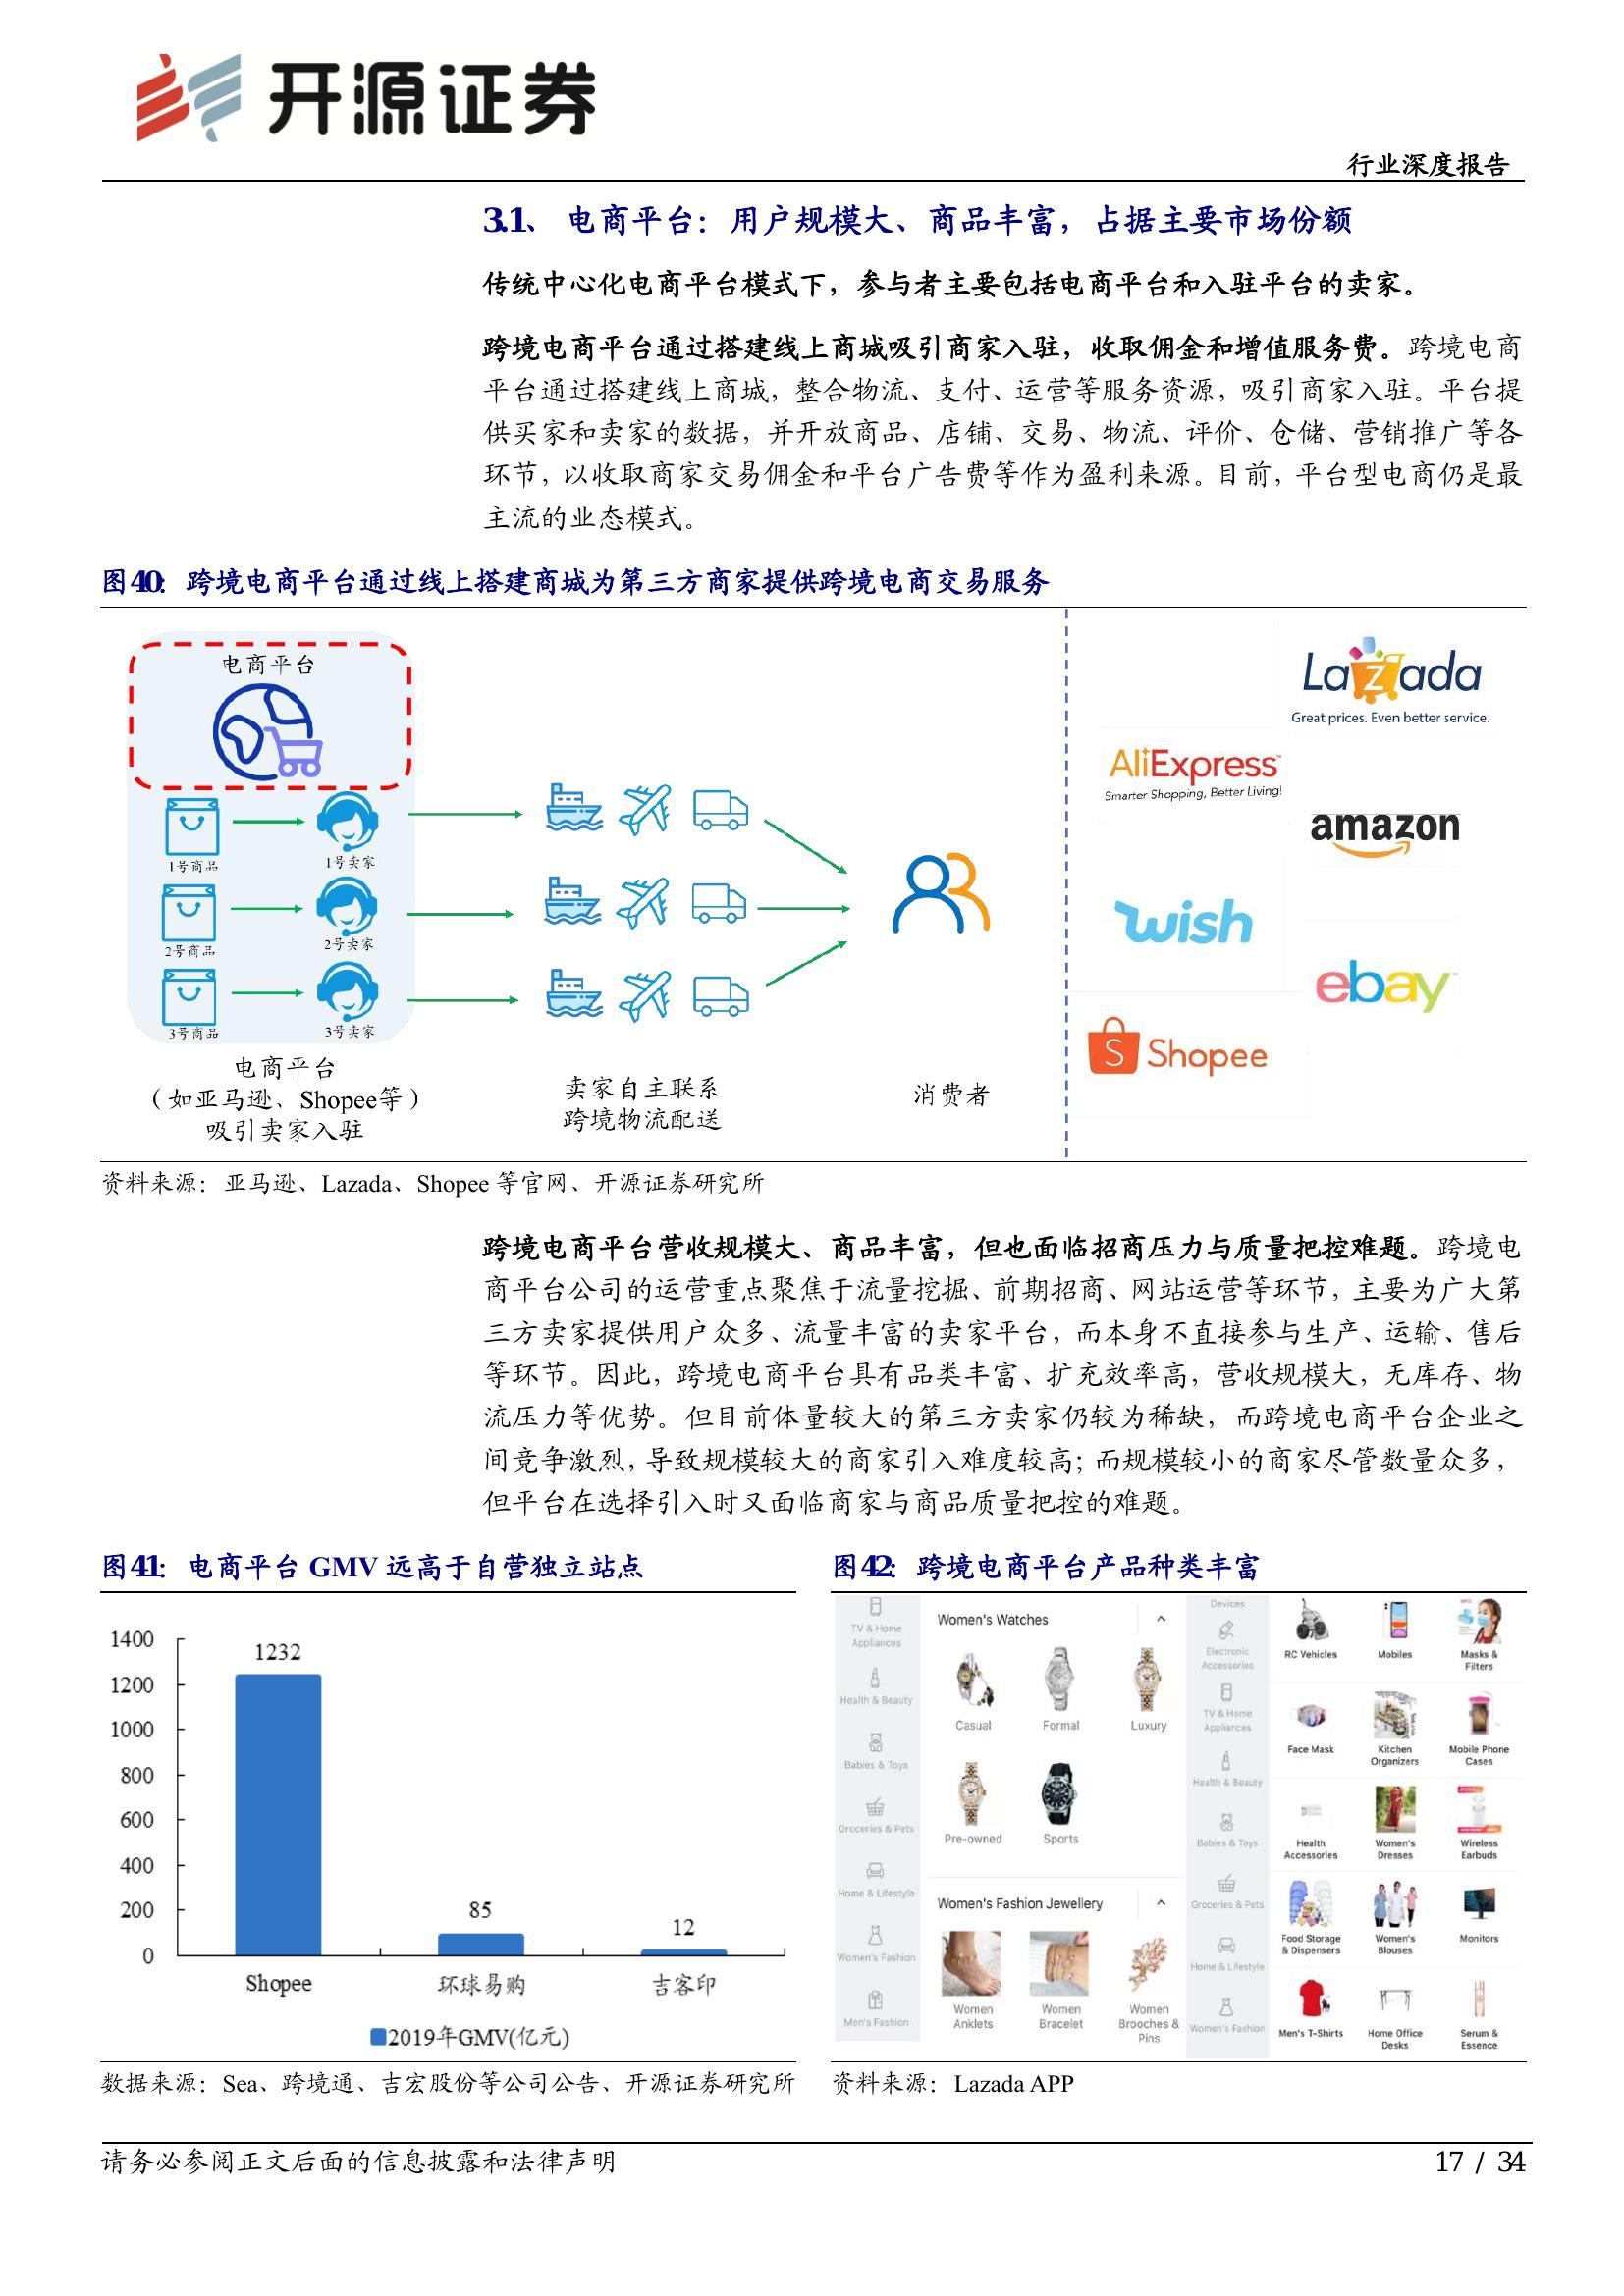 开源证券
行业深度报告
3.1、 电商平台：用户规模大、商品丰富，占据主要市场份额
传统中心化电商平台模式下，参与者主要包括电商平台和入驻平台的卖家。
跨境电商平台通过搭建线上商城吸引商家入驻，收取佣金和增值服务费。跨境电商
平台通过搭建线上商城，整合物流、支付、运营等服务资源，吸引商家入驻。平台提
供买家和卖家的数据，并开放商品、店铺、交易、物流、评价、仓储、营销推广等各
环节，以收取商家交易佣金和平台广告费等作为盈利来源。目前，平台型电商仍是最
主流的业态模式。
图40：跨境电商平台通过线上搭建商城为第三方商家提供跨境电商交易服务
电商平台
1号商品
1号卖家
2号商品
2号卖家
3号商品
3号卖家
电商平台
（如亚马逊、Shopee等）
吸引卖家入驻
卖家自主联系
跨境物流配送
消费者
Lazada
Great prices. Even better service.
AliExpress
Smarter Shopping, Better Living!
amazon
wish
ebay
Shopee
资料来源：亚马逊、Lazada、Shopee 等官网、开源证券研究所
跨境电商平台营收规模大、商品丰富，但也面临招商压力与质量把控难题。跨境电
商平台公司的运营重点聚焦于流量挖掘、前期招商、网站运营等环节，主要为广大第
三方卖家提供用户众多、流量丰富的卖家平台，而本身不直接参与生产、运输、售后
等环节。因此，跨境电商平台具有品类丰富、扩充效率高，营收规模大，无库存、物
流压力等优势。但目前体量较大的第三方卖家仍较为稀缺，而跨境电商平台企业之
间竞争激烈，导致规模较大的商家引入难度较高；而规模较小的商家尽管数量众多，
但平台在选择引入时又面临商家与商品质量把控的难题。
图41：电商平台 GMV 远高于自营独立站点
1400
1200
1000
800
600
400
200
0
1232
85
12
Shopee
环球易购
吉客印
2019年GMV(亿元)
数据来源：Sea、跨境通、吉宏股份等公司公告、开源证券研究所
图42：跨境电商平台产品种类丰富
TV & Home
Appliances
Health & Beauty
Babies & Toys
Groceries & Pets
Home & Lifestyle
Women's Fashion
Men's Fashion
Women's Watches
Casual
Formal
Luxury
Pre-owned
Sports
Women's Fashion Jewellery
Women
Anklets
Women
Bracelet
Women
Brooches &
Pins
Devices
Electronic
Accessories
TV & Home
Appliances
Health & Beauty
Babies & Toys
Groceries & Pets
Home & Lifestyle
Women's Fashion
RC Vehicles
Mobiles
Masks &
Filters
Face Mask
Kitchen
Organizers
Mobile Phone
Cases
Health
Accessories
Women's
Dresses
Wireless
Earbuds
Food Storage
& Dispensers
Women's
Blouses
Monitors
Men's T-Shirts
Home Office
Desks
Serum &
Essence
资料来源：Lazada APP
请务必参阅正文后面的信息披露和法律声明
17 / 34